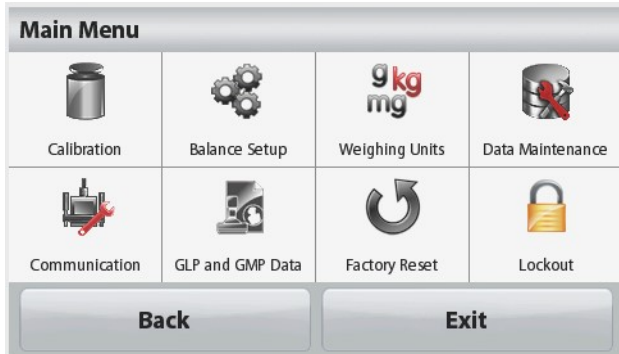 Main Menu
g kg
mg
Calibration
Balance Setup
Weighing Units
Data Maintenance
Communication
GLP and GMP Data
Factory Reset
Lockout
Back
Exit